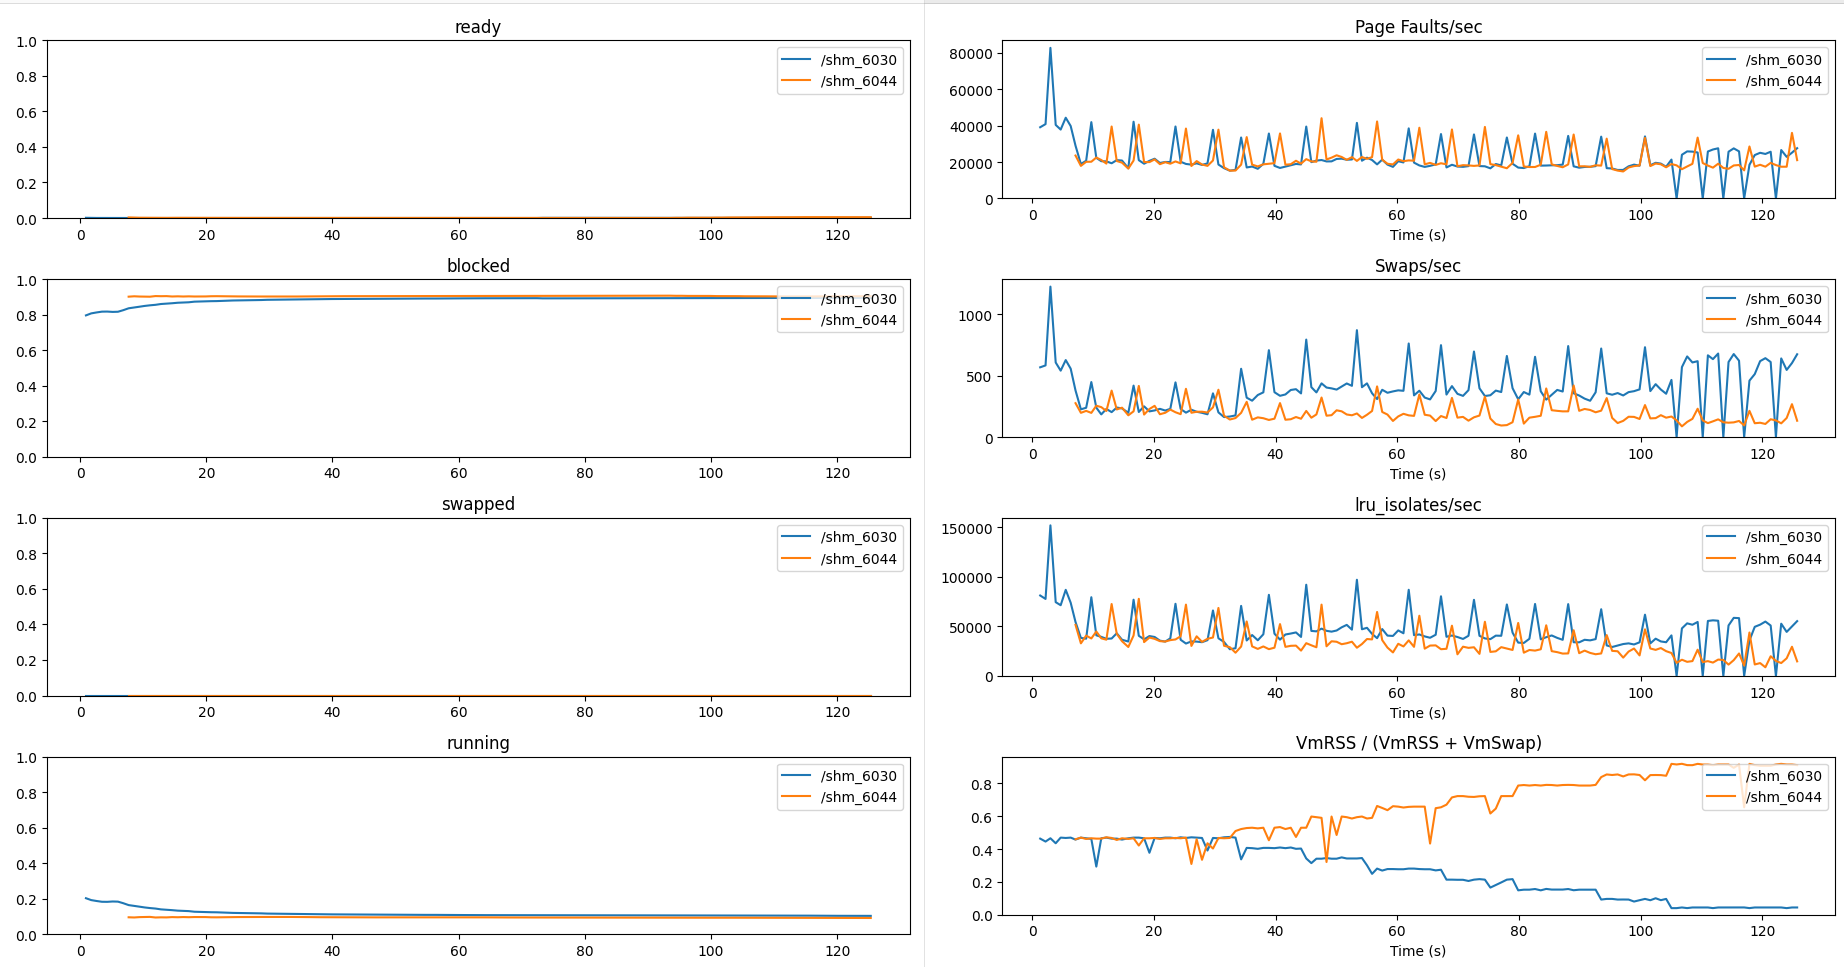 ready
1.0
0.8
0.6
0.4
0.2
0.0
/shm_6030
/shm_6044
0 20 40 60 80 100 120
blocked
1.0
0.8
0.6
0.4
0.2
0.0
/shm_6030
/shm_6044
0 20 40 60 80 100 120
swapped
1.0
0.8
0.6
0.4
0.2
0.0
/shm_6030
/shm_6044
0 20 40 60 80 100 120
running
1.0
0.8
0.6
0.4
0.2
0.0
/shm_6030
/shm_6044
0 20 40 60 80 100 120
Page Faults/sec
80000
60000
40000
20000
0
/shm_6030
/shm_6044
0 20 40 60 80 100 120
Time (s)
Swaps/sec
1000
500
0
/shm_6030
/shm_6044
0 20 40 60 80 100 120
Time (s)
lru_isolates/sec
150000
100000
50000
0
/shm_6030
/shm_6044
0 20 40 60 80 100 120
Time (s)
VmRSS / (VmRSS + VmSwap)
0.8
0.6
0.4
0.2
0.0
/shm_6030
/shm_6044
0 20 40 60 80 100 120
Time (s)